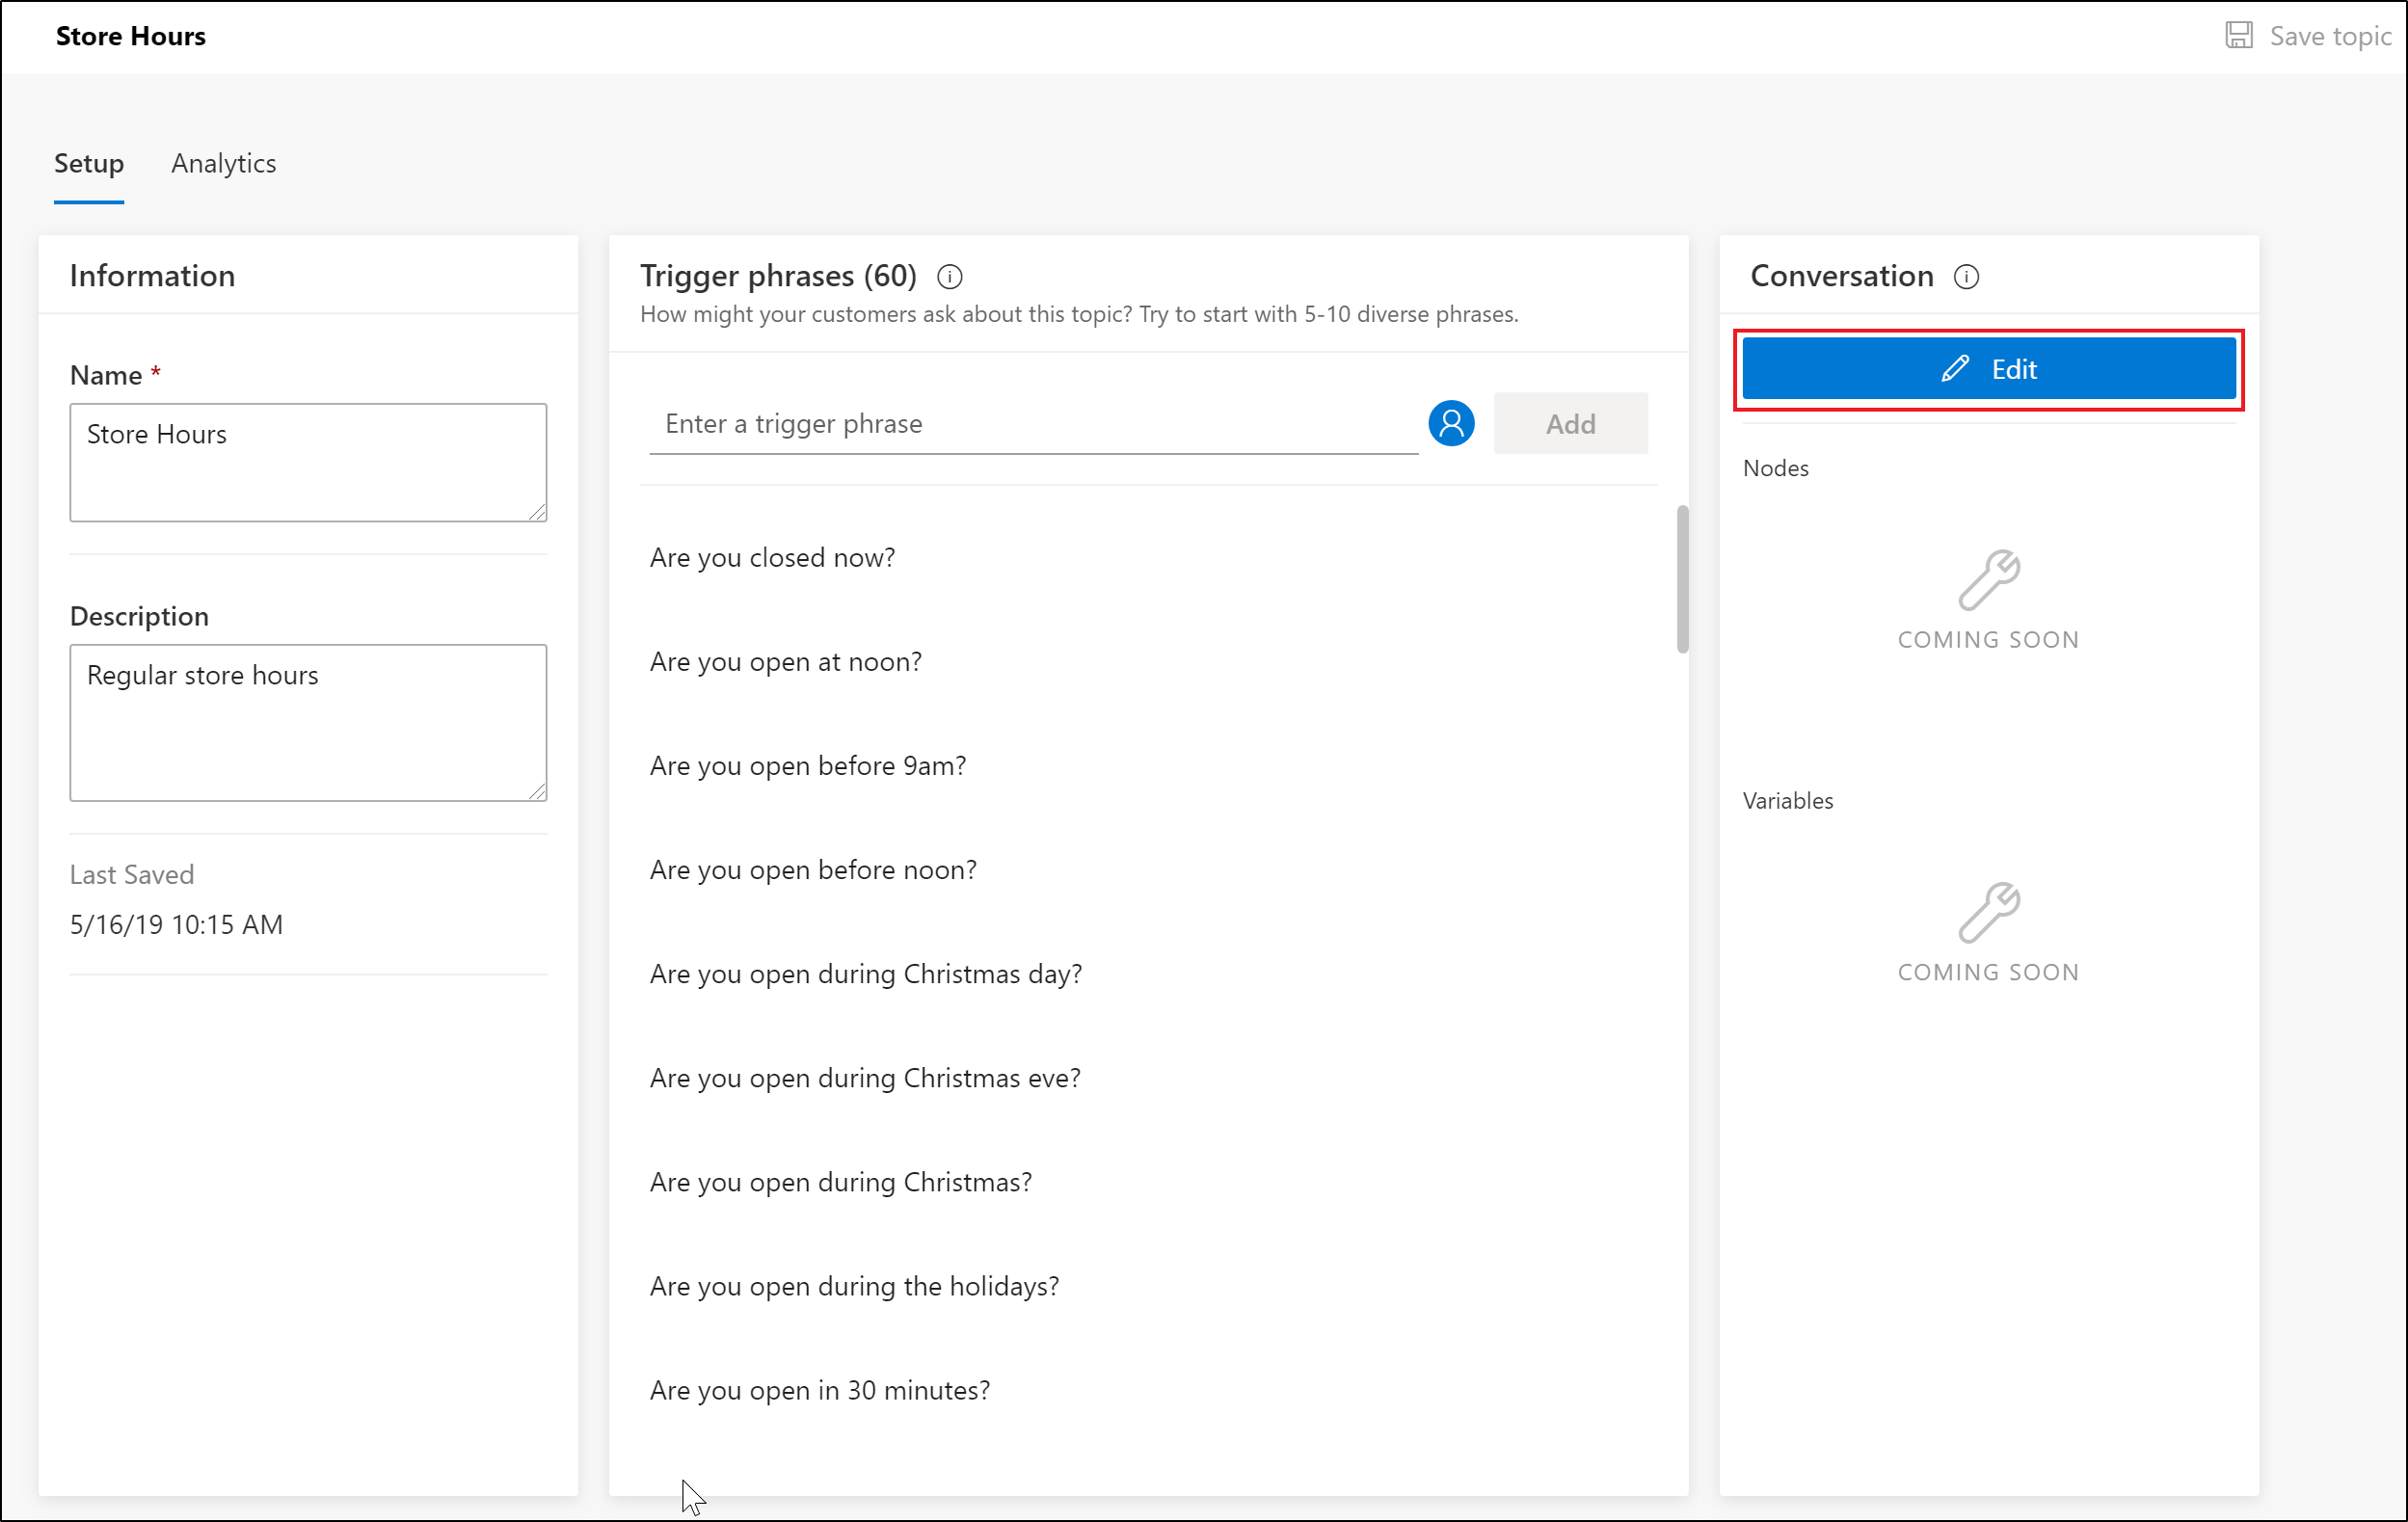 Store Hours
Save topic
Setup
Analytics
Information
Name *
Store Hours
Description
Regular store hours
Last Saved
5/16/19 10:15 AM
Trigger phrases (60)
How might your customers ask about this topic? Try to start with 5-10 diverse phrases.
Enter a trigger phrase
Add
Are you closed now?
Are you open at noon?
Are you open before 9am?
Are you open before noon?
Are you open during Christmas day?
Are you open during Christmas eve?
Are you open during Christmas?
Are you open during the holidays?
Are you open in 30 minutes?
Conversation
Edit
Nodes
COMING SOON
Variables
COMING SOON